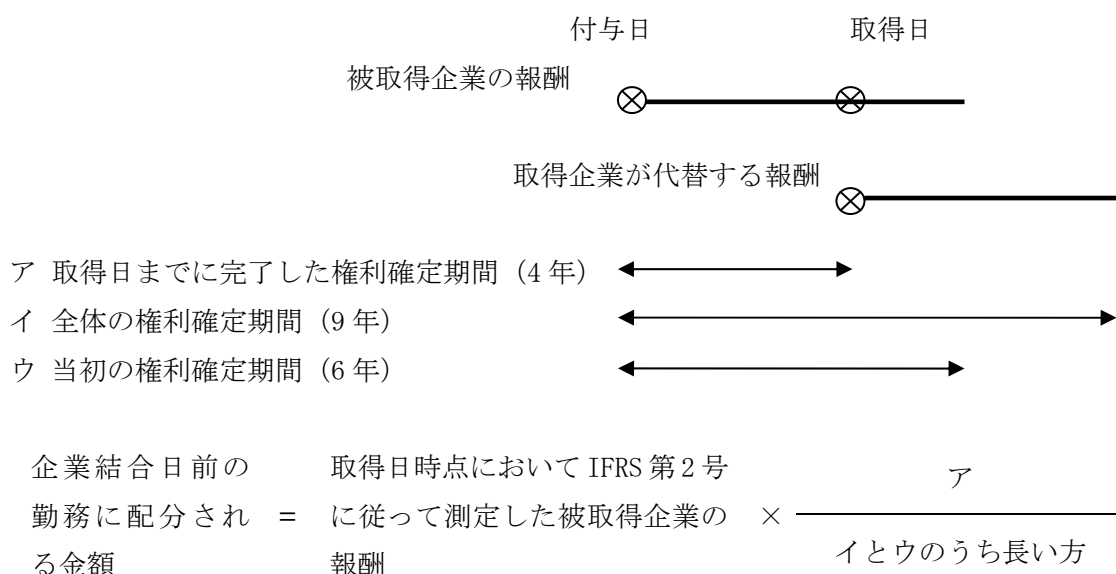 付与日 取得日
被取得企業の報酬
取得企業が代替する報酬
ア 取得日までに完了した権利確定期間（4 年）
イ 全体の権利確定期間（9 年）
ウ 当初の権利確定期間（6 年）
企業結合日前の 取得日時点において IFRS 第 2 号 ア
勤務に配分され = に従って測定した被取得企業の ×
る金額 報酬 イとウのうち長い方